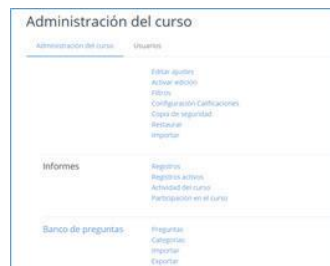 Administración del curso
Administración del curso Usuarios
Editar ajustes
Activar edición
Filtros
Configuración Calificaciones
Copia de seguridad
Restaurar
Importar
Informes Registros
Registros activos
Actividad del curso
Participación en el curso
Banco de preguntas Preguntas
Categorías
Importar
Exportar